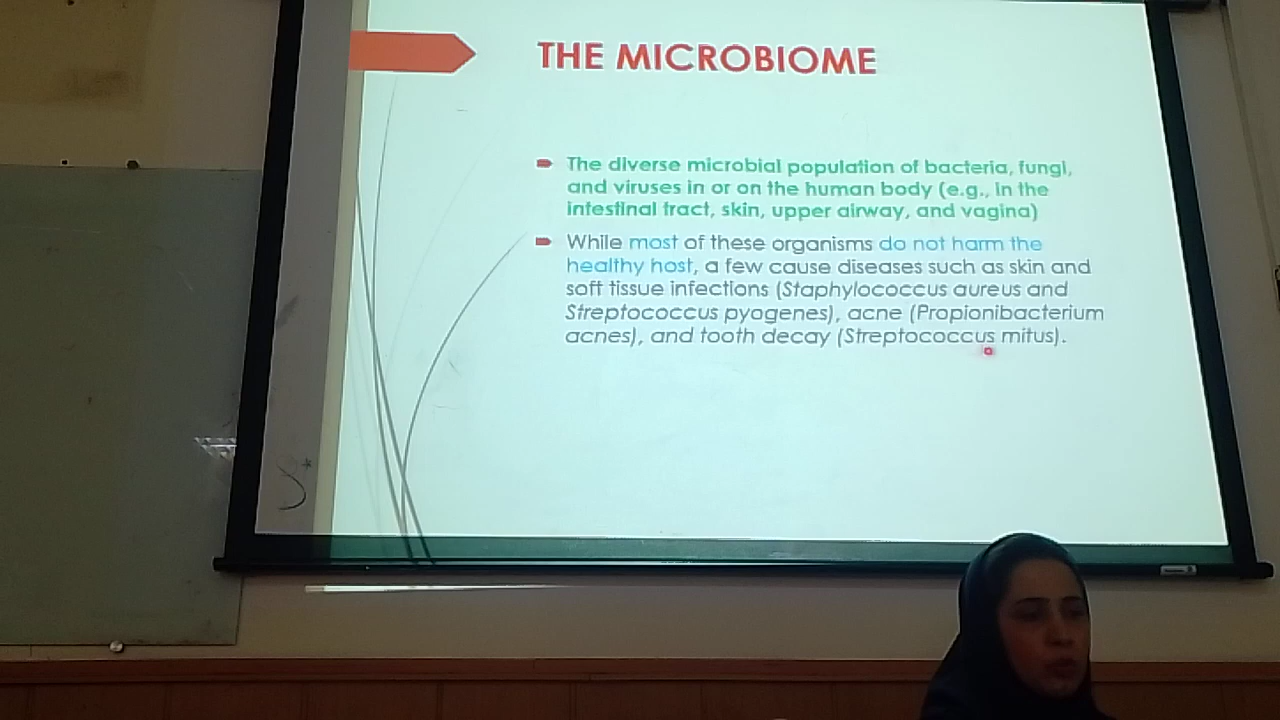 THE MICROBIOME
The diverse microbial population of bacteria, fungi,
and viruses in or on the human body (e.g., in the
intestinal tract, skin, upper airway, and vagina)
While most of these organisms do not harm the
healthy host, a few cause diseases such as skin and
soft tissue infections (Staphylococcus aureus and
Streptococcus pyogenes), acne (Propionibacterium
acnes), and tooth decay (Streptococcus mitus).